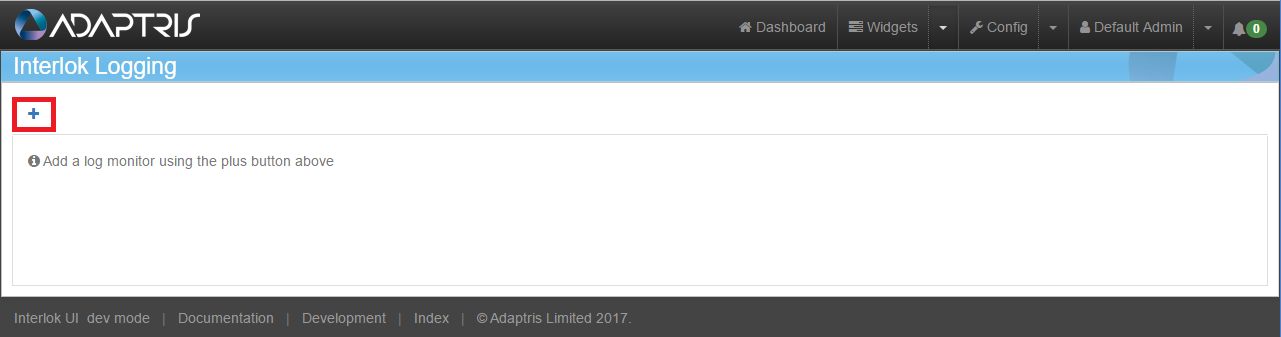 ADAPTRIS Dashboard Widgets Config Default Admin 0
Interlok Logging
+
Add a log monitor using the plus button above
Interlok UI dev mode | Documentation | Development | Index | © Adaptris Limited 2017.